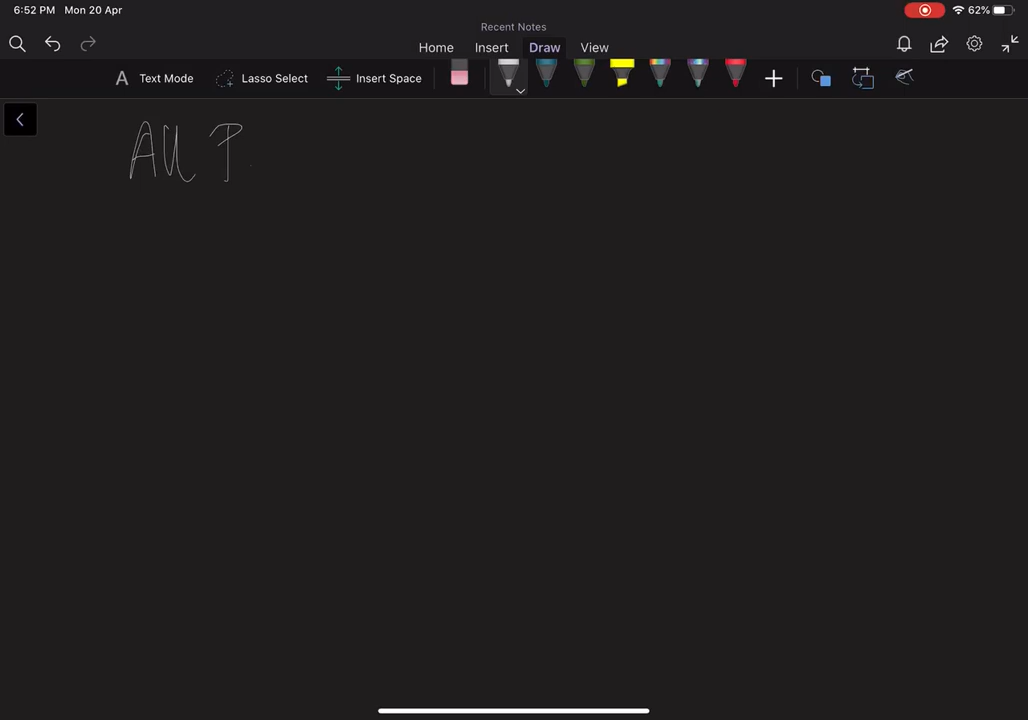 6:52 PM Mon 20 Apr 62%
Recent Notes
Home Insert Draw View
A Text Mode Lasso Select Insert Space
All P